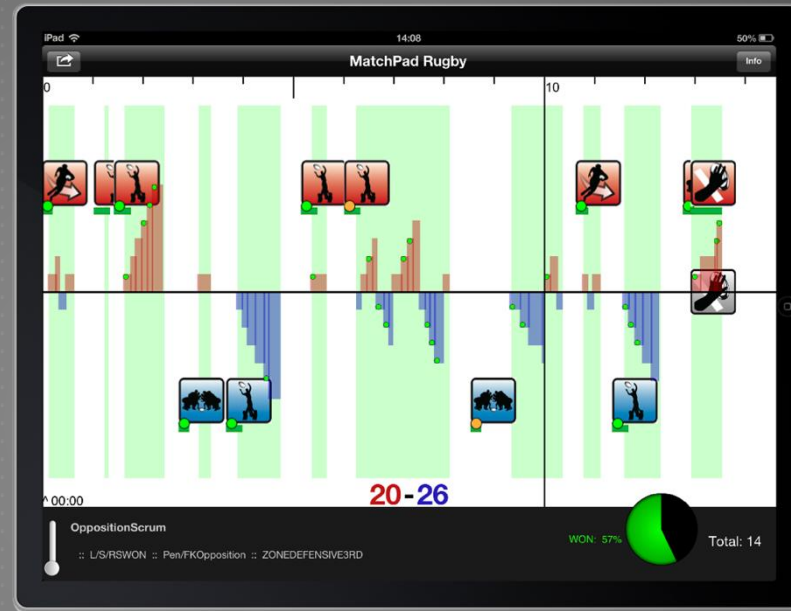 iPad 14:08 50%
MatchPad Rugby Info
0 10
^ 00:00 20-26
OppositionScrum
:: L/S/RSWON :: Pen/FKOpposition :: ZONEDEFENSIVE3RD
WON: 57% Total: 14